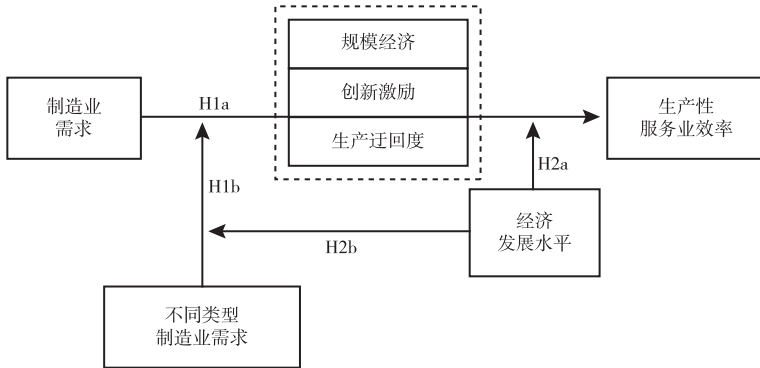 规模经济
制造业
需求
H1a
创新激励
生产性
服务业效率
生产迂回度
H2a
H1b
经济
发展水平
H2b
不同类型
制造业需求